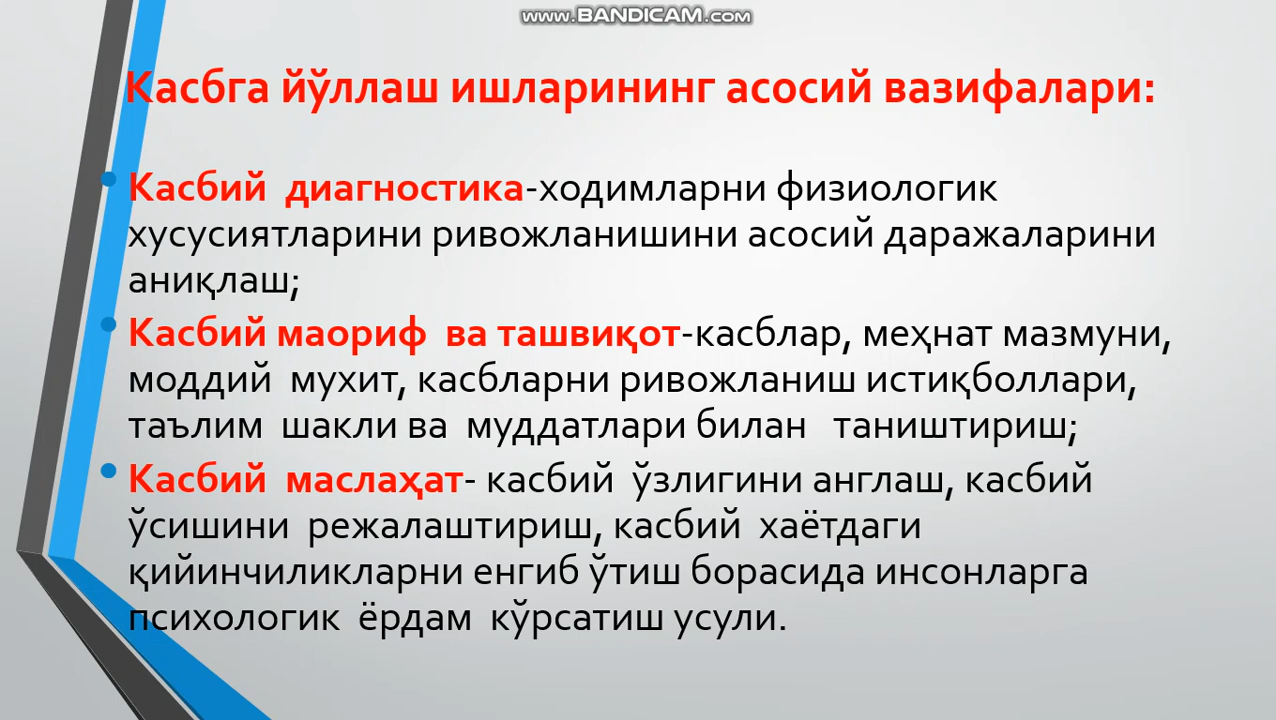 www.BANDICAM.com
Касбга йўллаш ишларининг асосий вазифалари:
• Касбий диагностика-ходимларни физиологик
хусусиятларини ривожланишини асосий даражаларини
аниқлаш;
• Касбий маориф ва ташвиқот-касблар, меҳнат мазмуни,
моддий мухит, касбларни ривожланиш истиқболлари,
таълим шакли ва муддатлари билан таништириш;
• Касбий маслаҳат- касбий ўзлигини англаш, касбий
ўсишини режалаштириш, касбий хаётдаги
қийинчиликларни енгиб ўтиш борасида инсонларга
психологик ёрдам кўрсатиш усули.